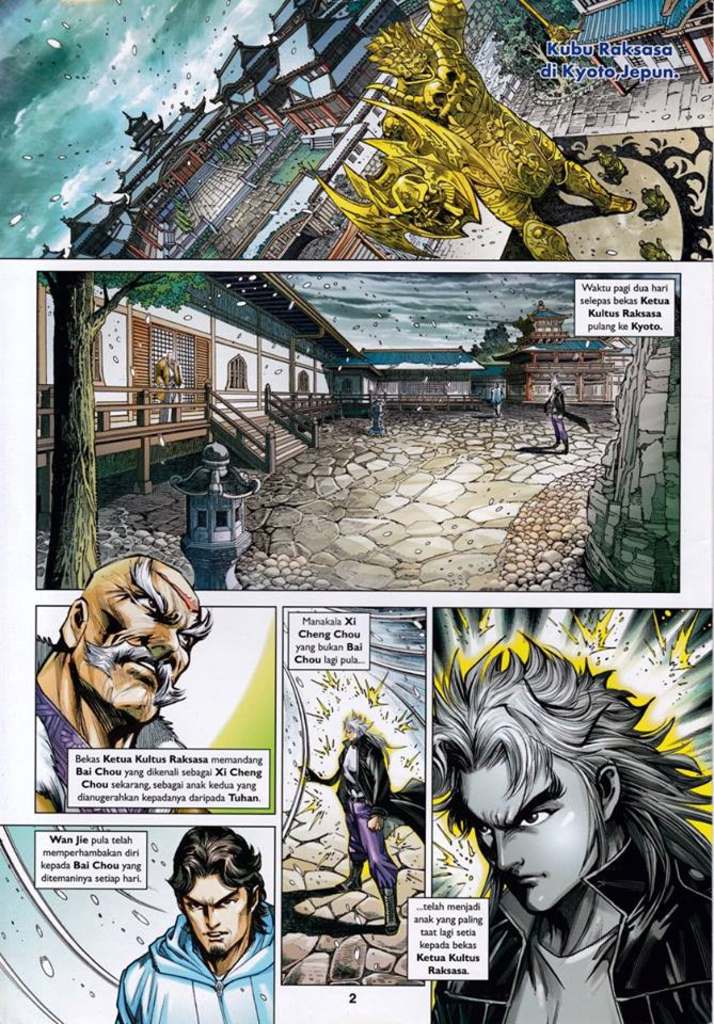 Kubu Raksasa
di Kyoto, Jepun.
Waktu pagi dua hari
selepas bekas Ketua
Kultus Raksasa
pulang ke Kyoto.
Bekas Ketua Kultus Raksasa memandang
Bai Chou yang dikenali sebagai Xi Cheng
Chou sekarang, sebagai anak kedua yang
dianugerahkan kepadanya daripada Tuhan.
Wan Jie pula telah
memperhambakan diri
kepada Bai Chou yang
ditemaninya setiap hari.
Manakala Xi
Cheng Chou
yang bukan Bai
Chou lagi pula...
...telah menjadi
anak yang paling
taat lagi setia
kepada bekas
Ketua Kultus
Raksasa.
2